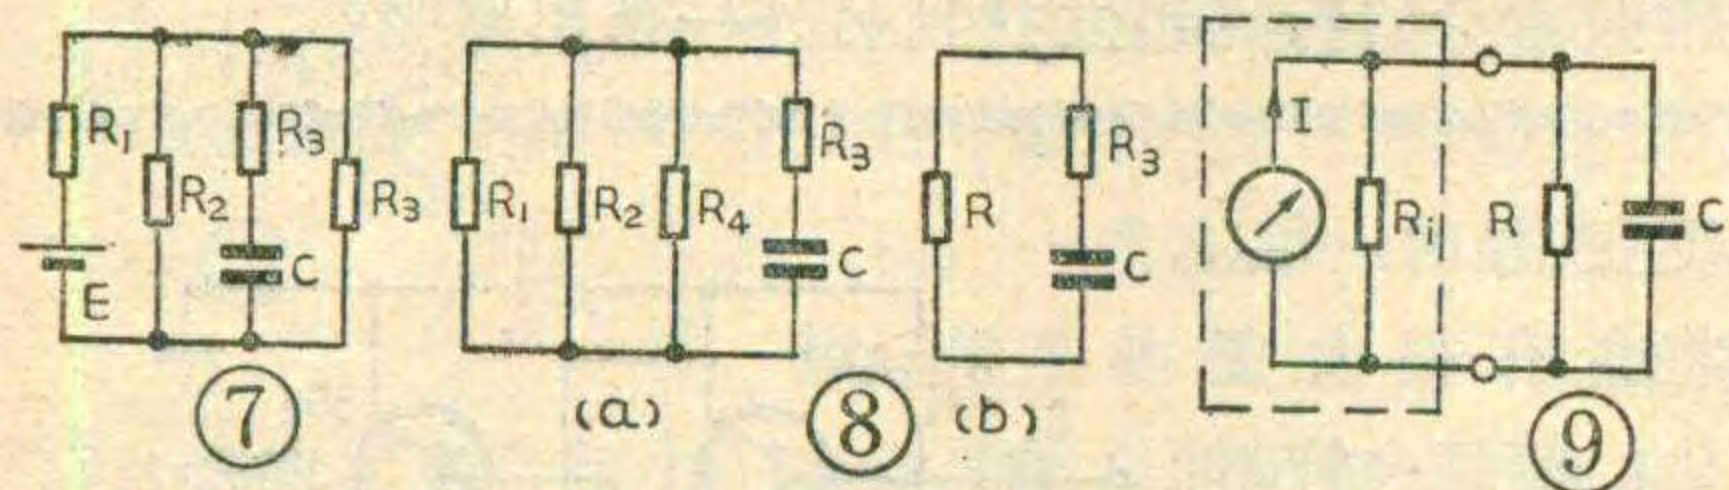 R₁ R₂ R₃ C R₃ E
⑦
R₁ R₂ R₄ R₃ C
(a)
⑧
R R₃ C
(b)
I Rᵢ R C
⑨